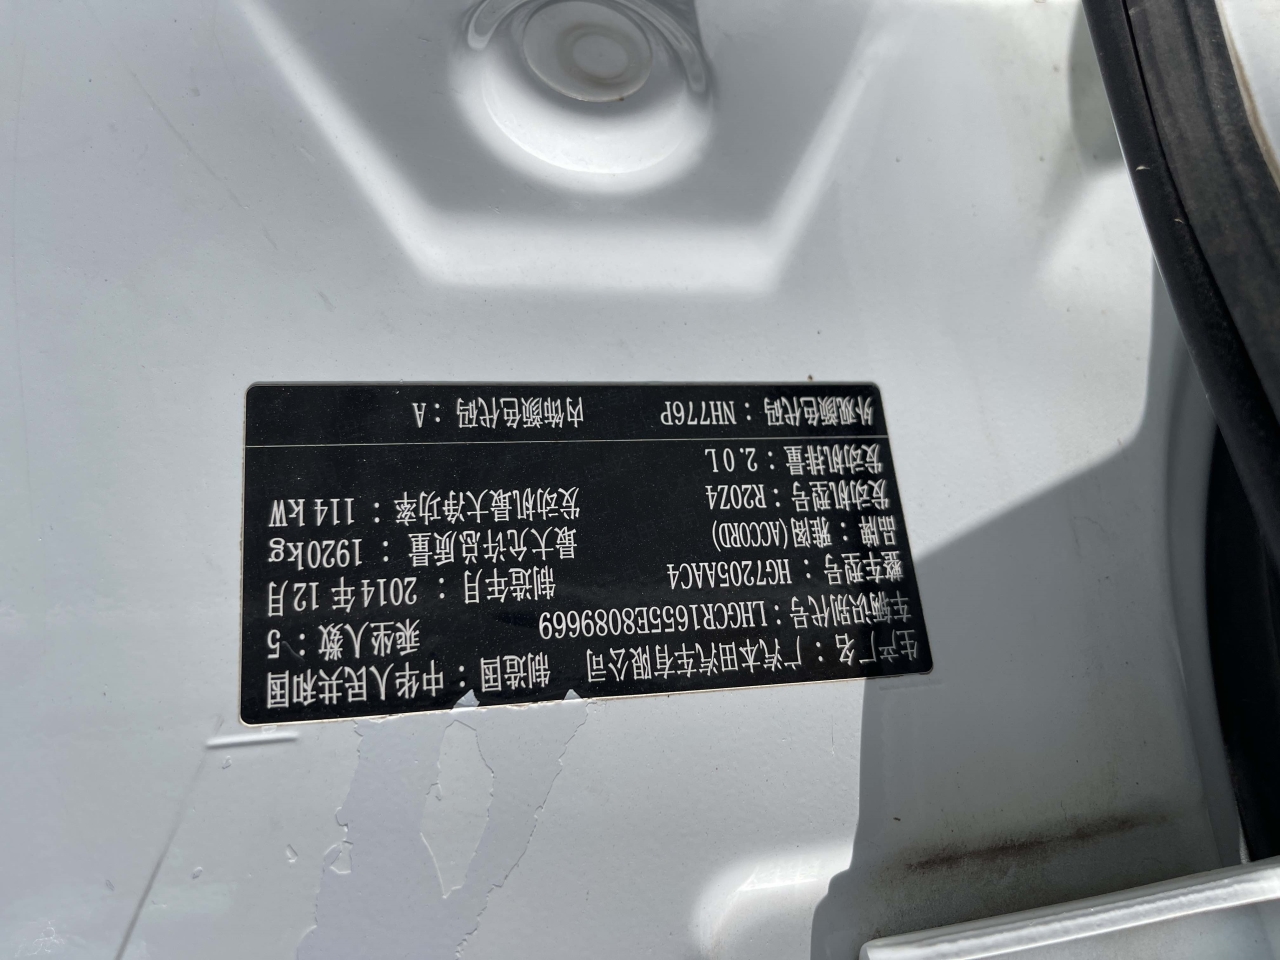 生产厂名：广汽本田汽车有限公司 制造国：中华人民共和国
车辆识别代号：LHGCR1655E8089669 乘坐人数：5
整车型号：HG7205AAC4 制造年月：2014年12月
品牌：雅阁(ACCORD) 最大允许总质量：1920kg
发动机型号：R20Z4 发动机最大净功率：114kW
发动机排量：2.0L
外观颜色代码：NH776P 内饰颜色代码：A